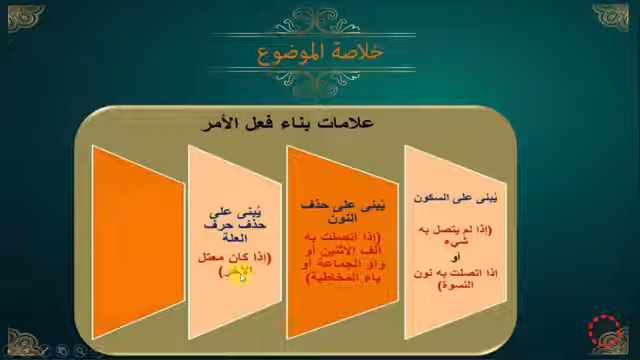 خلاصة الموضوع
علامات بناء فعل الأمر
يُبنى على السكون
(إذا لم يتصل به
شيء
أو
إذا اتصلت به نون
النسوة)
يُبنى على حذف
النون
(إذا اتصلت به
ألف الاثنين أو
واو الجماعة أو
ياء المخاطبة)
يُبنى على
حذف حرف
العلة
(إذا كان معتل
الآخر)